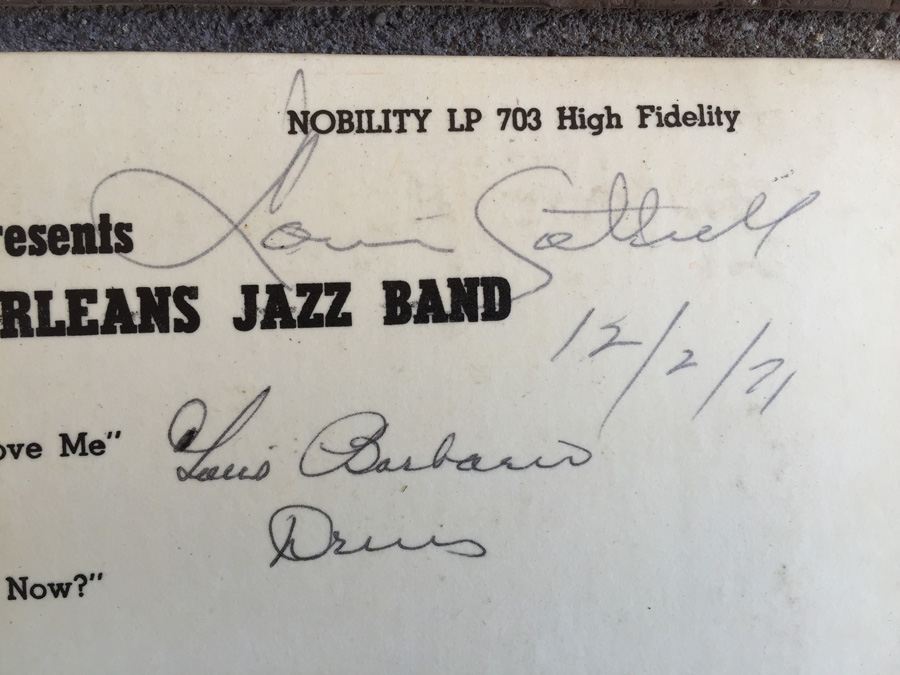 NOBILITY LP 703 High Fidelity
Louis Cottrell
resents
RLEANS JAZZ BAND
12/2/71
ove Me"
Louis Barbarin
Drums
Now?"